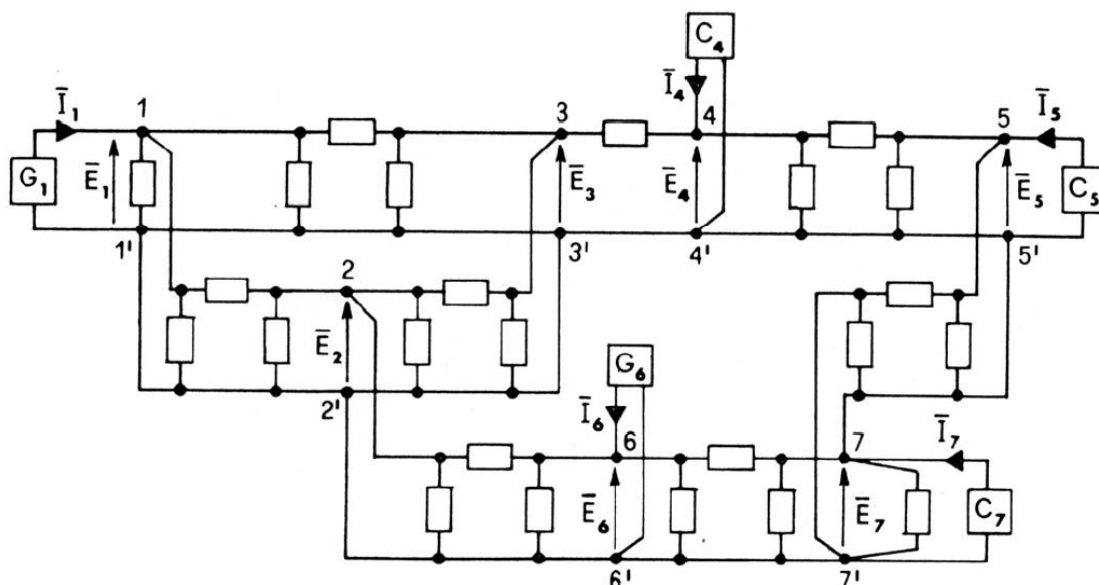 C₄
Ī₁ 1 3 Ī₄ 4 5 Ī₅
G₁ Ē₁ Ē₃ Ē₄ Ē₅ C₅
1' 3' 4' 5'
2
Ē₂
2' G₆
Ī₆ 6 7 Ī₇
Ē₆ Ē₇ C₇
6' 7'